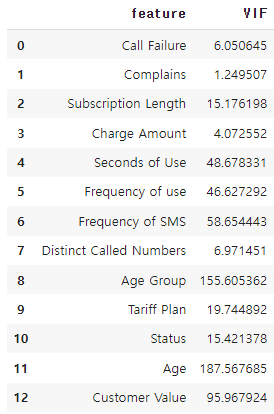 feature VIF
0 Call Failure 6.050645
1 Complains 1.249507
2 Subscription Length 15.176198
3 Charge Amount 4.072552
4 Seconds of Use 48.678331
5 Frequency of use 46.627292
6 Frequency of SMS 58.654443
7 Distinct Called Numbers 6.971451
8 Age Group 155.605362
9 Tariff Plan 19.744892
10 Status 15.421378
11 Age 187.567685
12 Customer Value 95.967924